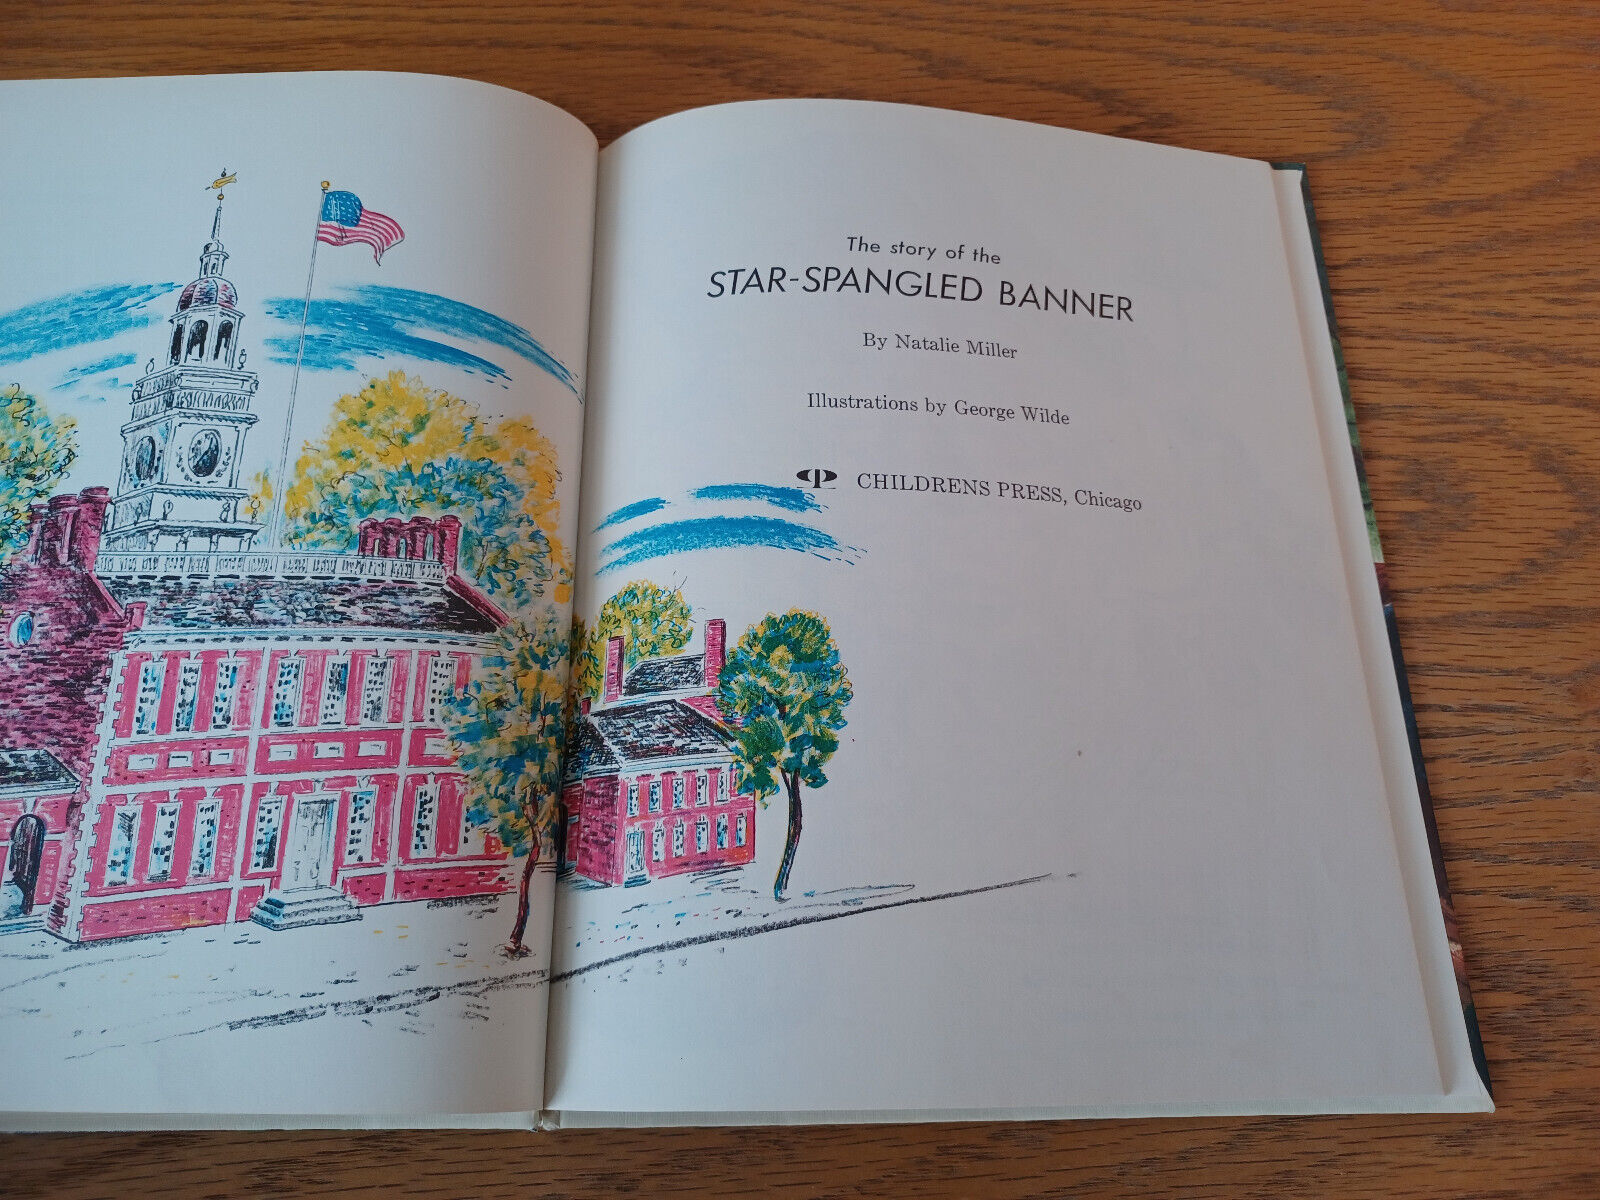 The story of the
STAR-SPANGLED BANNER
By Natalie Miller
Illustrations by George Wilde
CHILDRENS PRESS, Chicago